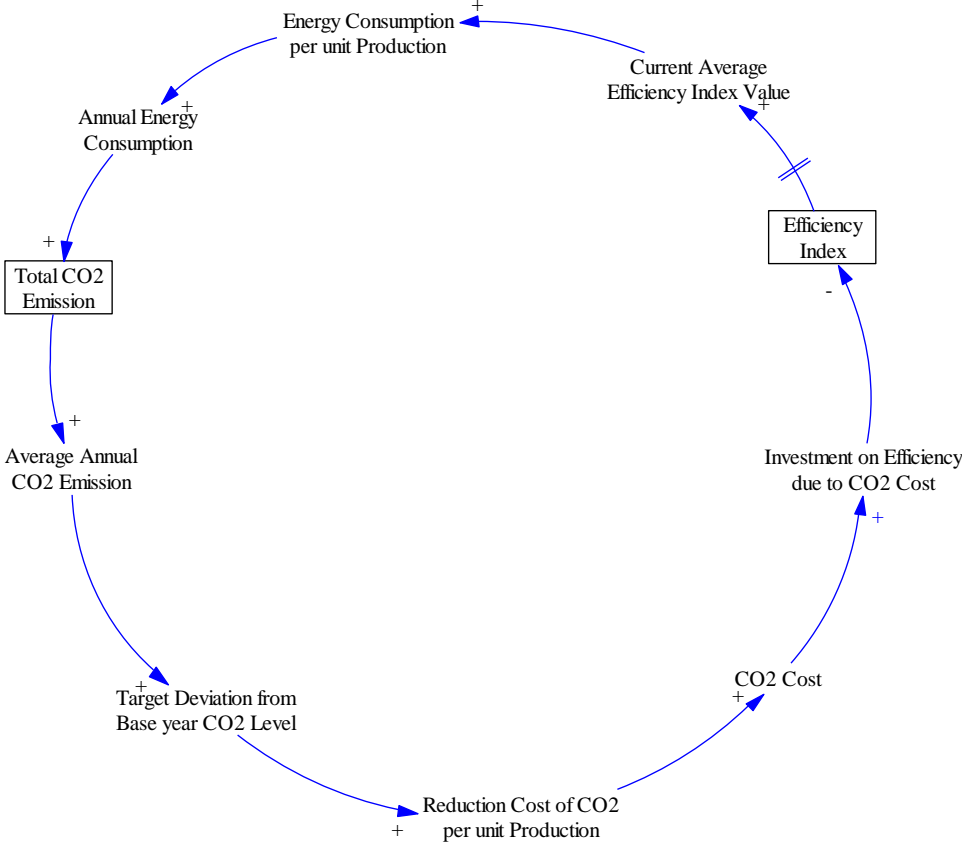 +
Energy Consumption
per unit Production
Current Average
Efficiency Index Value
+
+
Annual Energy
Consumption
Efficiency
Index
+
Total CO2
Emission
-
+
Average Annual
CO2 Emission
Investment on Efficiency
due to CO2 Cost
+
+
Target Deviation from
Base year CO2 Level
CO2 Cost
+
Reduction Cost of CO2
per unit Production
+